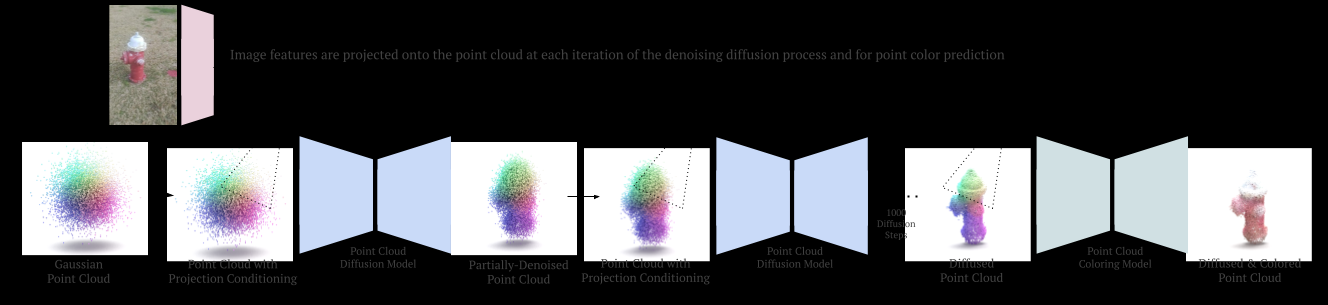 Image features are projected onto the point cloud at each iteration of the denoising diffusion process and for point color prediction
1000
Diffusion
Steps
Gaussian
Point Cloud
Point Cloud with
Projection Conditioning
Point Cloud
Diffusion Model
Partially-Denoised
Point Cloud
Point Cloud with
Projection Conditioning
Point Cloud
Diffusion Model
Diffused
Point Cloud
Point Cloud
Coloring Model
Diffused & Colored
Point Cloud